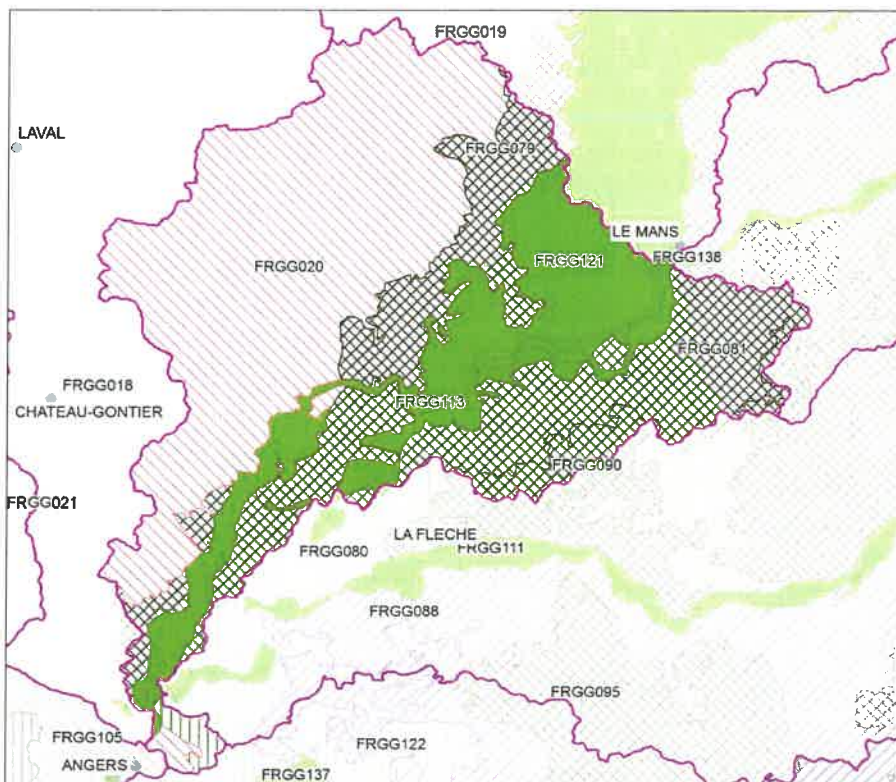 FRGG019
LAVAL
FRGG079
LE MANS
FRGG138
FRGG020
FRGG121
FRGG081
FRGG018
CHATEAU-GONTIER
FRGG113
FRGG090
FRGG021
LA FLECHE
FRGG080
FRGG111
FRGG088
FRGG095
FRGG105
FRGG122
ANGERS
FRGG137